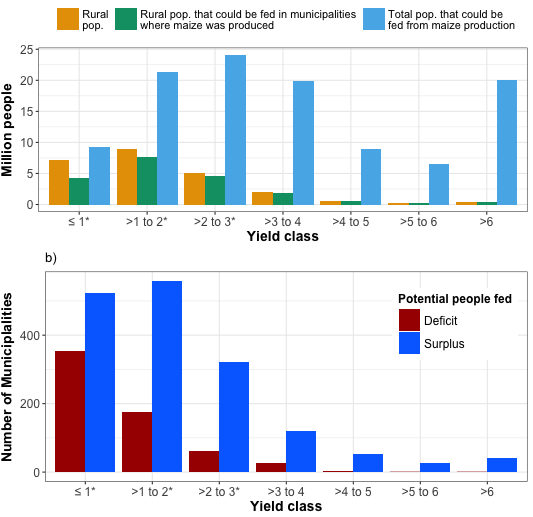 Rural pop.
Rural pop. that could be fed in municipalities
where maize was produced
Total pop. that could be
fed from maize production
Million people
25
20
15
10
5
0
≤ 1*
>1 to 2*
>2 to 3*
>3 to 4
>4 to 5
>5 to 6
>6
Yield class
b)
Number of Municiplalities
400
200
0
Potential people fed
Deficit
Surplus
≤ 1*
>1 to 2*
>2 to 3*
>3 to 4
>4 to 5
>5 to 6
>6
Yield class